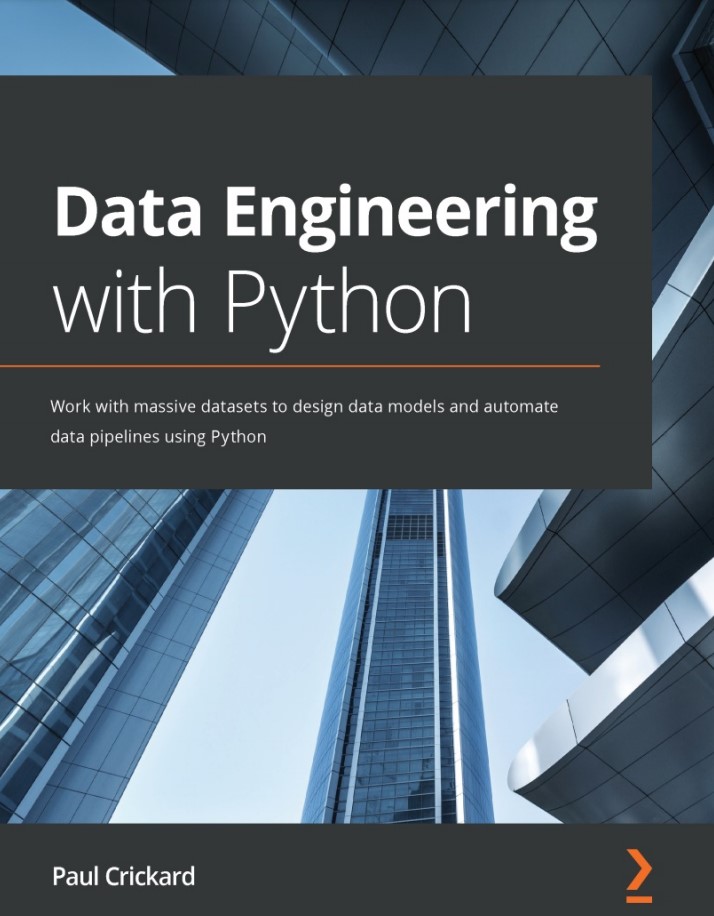 Data Engineering
with Python
Work with massive datasets to design data models and automate
data pipelines using Python
Paul Crickard